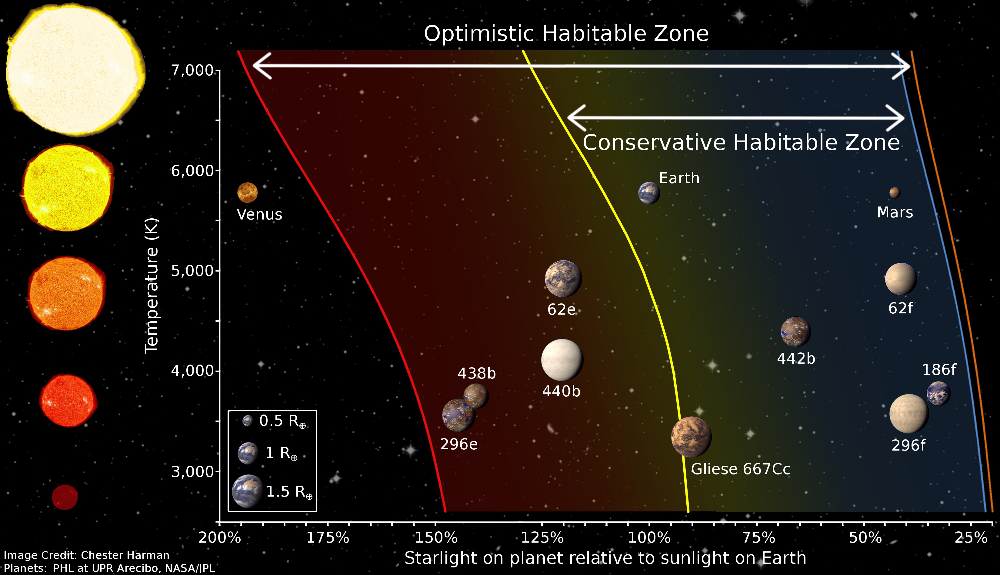 Optimistic Habitable Zone
Conservative Habitable Zone
7,000
6,000
5,000
4,000
3,000
Temperature (K)
Earth
Venus
Mars
62e
62f
442b
440b
438b
186f
296e
296f
Gliese 667Cc
0.5 R⊕
1 R⊕
1.5 R⊕
200% 175% 150% 125% 100% 75% 50% 25%
Starlight on planet relative to sunlight on Earth
Image Credit: Chester Harman
Planets: PHL at UPR Arecibo, NASA/JPL